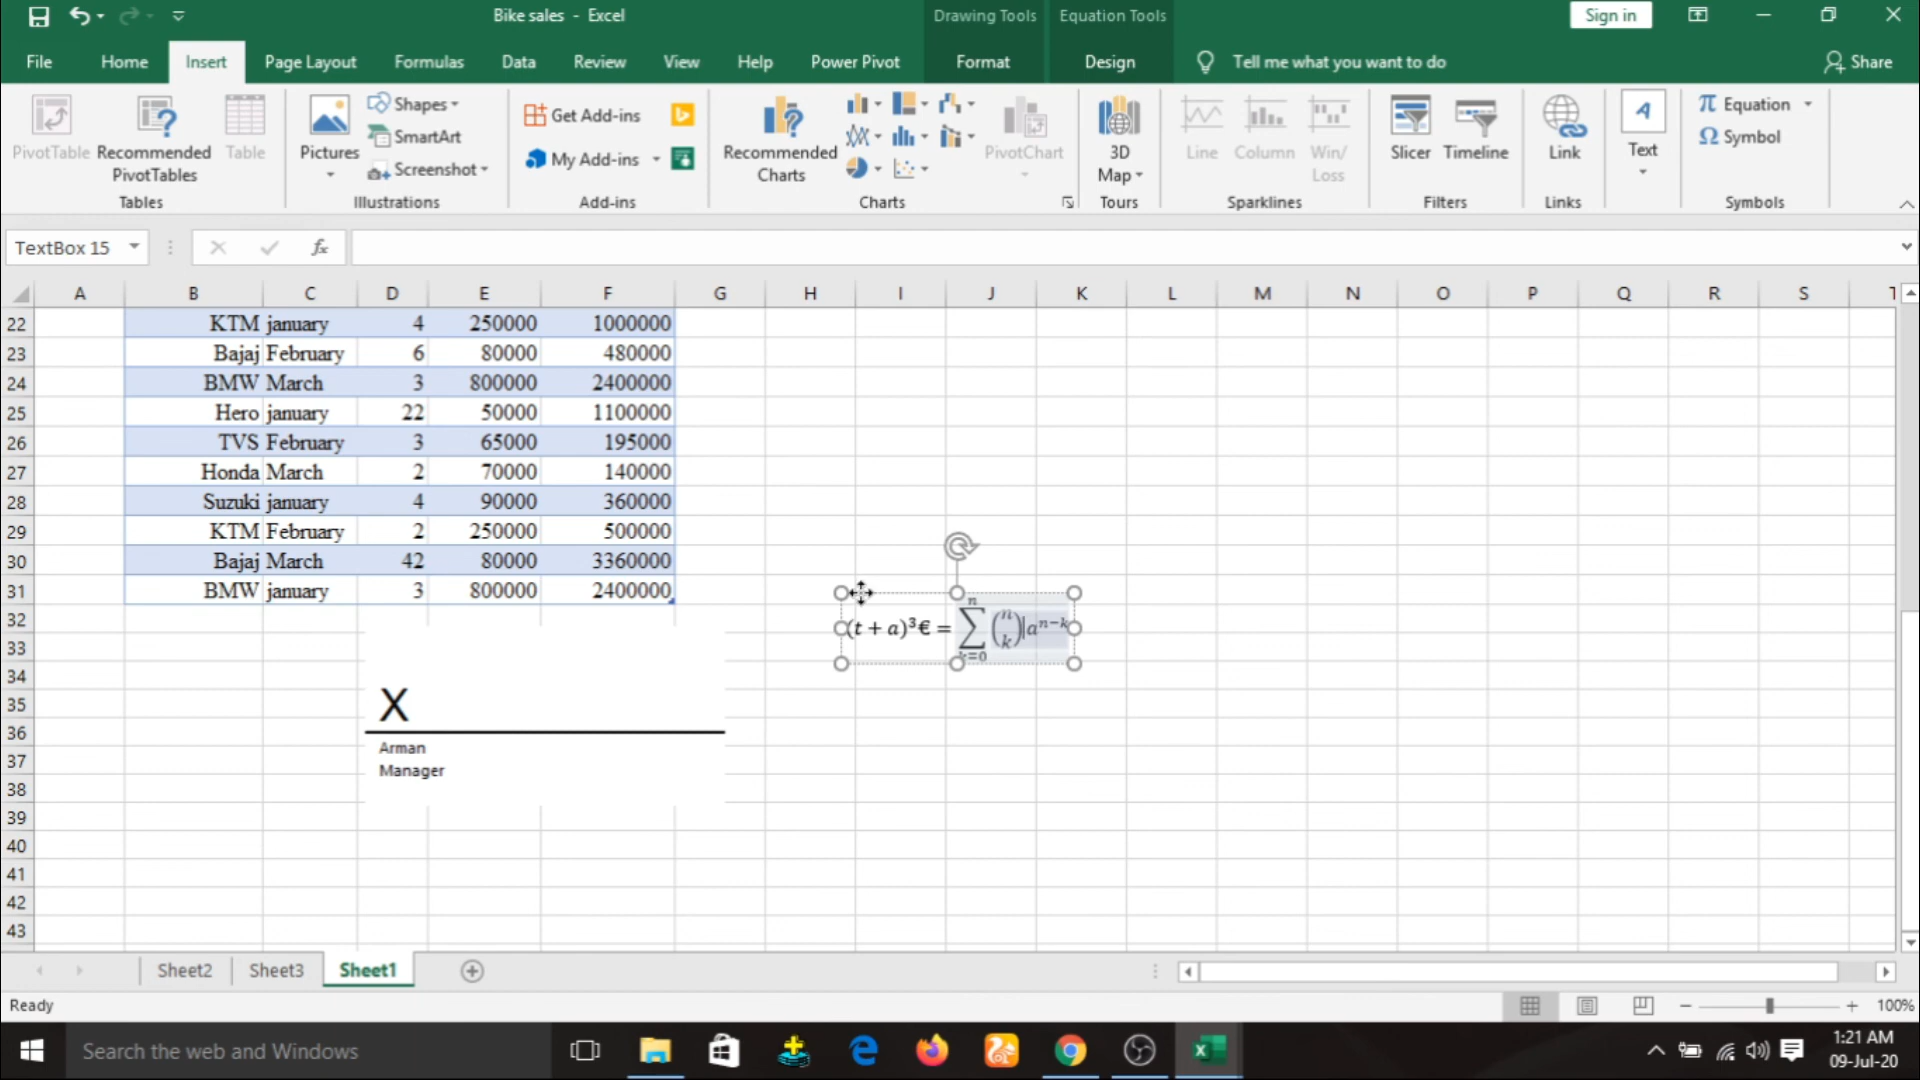 Bike sales - Excel
Drawing Tools
Equation Tools
Sign in
File
Home
Insert
Page Layout
Formulas
Data
Review
View
Help
Power Pivot
Format
Design
Tell me what you want to do
Share
PivotTable
Recommended PivotTables
Table
Tables
Pictures
Shapes
SmartArt
Screenshot
Illustrations
Get Add-ins
My Add-ins
Add-ins
Recommended Charts
PivotChart
Charts
3D Map
Tours
Line
Column
Win/ Loss
Sparklines
Slicer
Timeline
Filters
Link
Links
Text
Equation
Symbol
Symbols
TextBox 15
fx
A B C D E F G H I J K L M N O P Q R S T
22 KTM january 4 250000 1000000
23 Bajaj February 6 80000 480000
24 BMW March 3 800000 2400000
25 Hero january 22 50000 1100000
26 TVS February 3 65000 195000
27 Honda March 2 70000 140000
28 Suzuki january 4 90000 360000
29 KTM February 2 250000 500000
30 Bajaj March 42 80000 3360000
31 BMW january 3 800000 2400000
(t + a)³€ = ∑ n k=0 (n k) aⁿ⁻ᵏ
32
33
34
35
36
37
38
39
40
41
42
43
X
Arman
Manager
Sheet2
Sheet3
Sheet1
Ready
100%
Search the web and Windows
1:21 AM
09-Jul-20